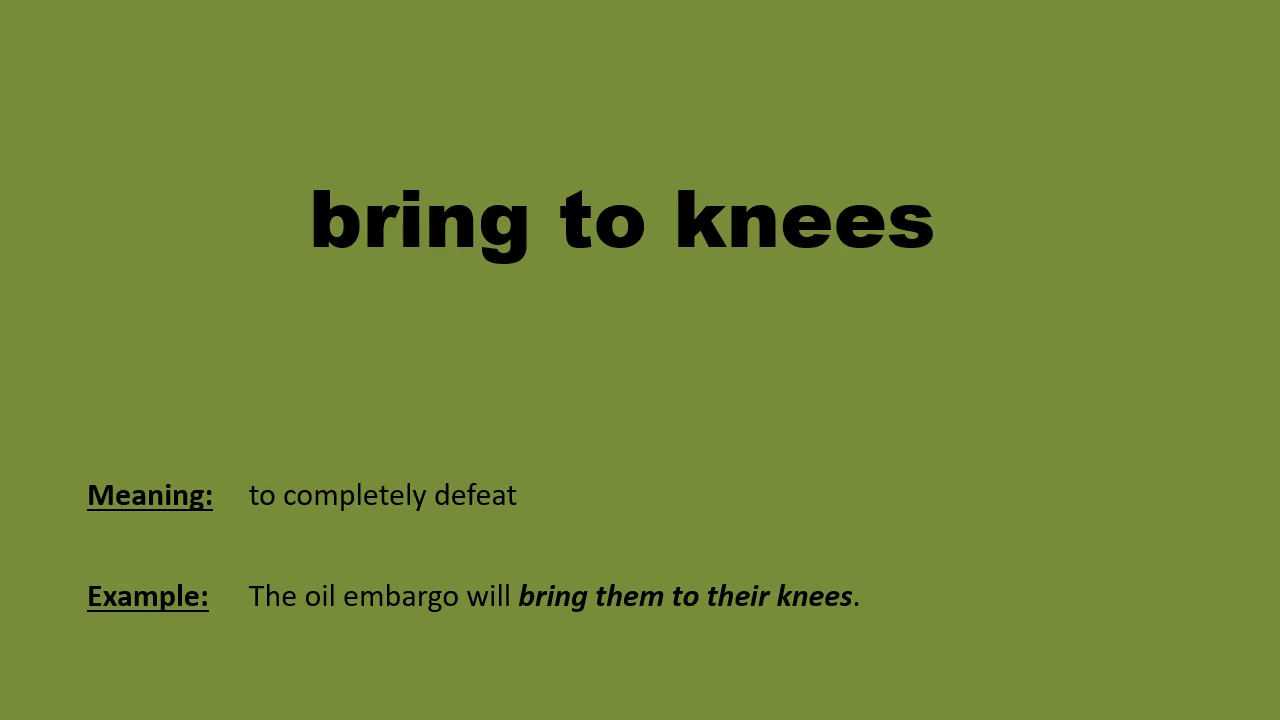 bring to knees
Meaning: to completely defeat
Example: The oil embargo will bring them to their knees.